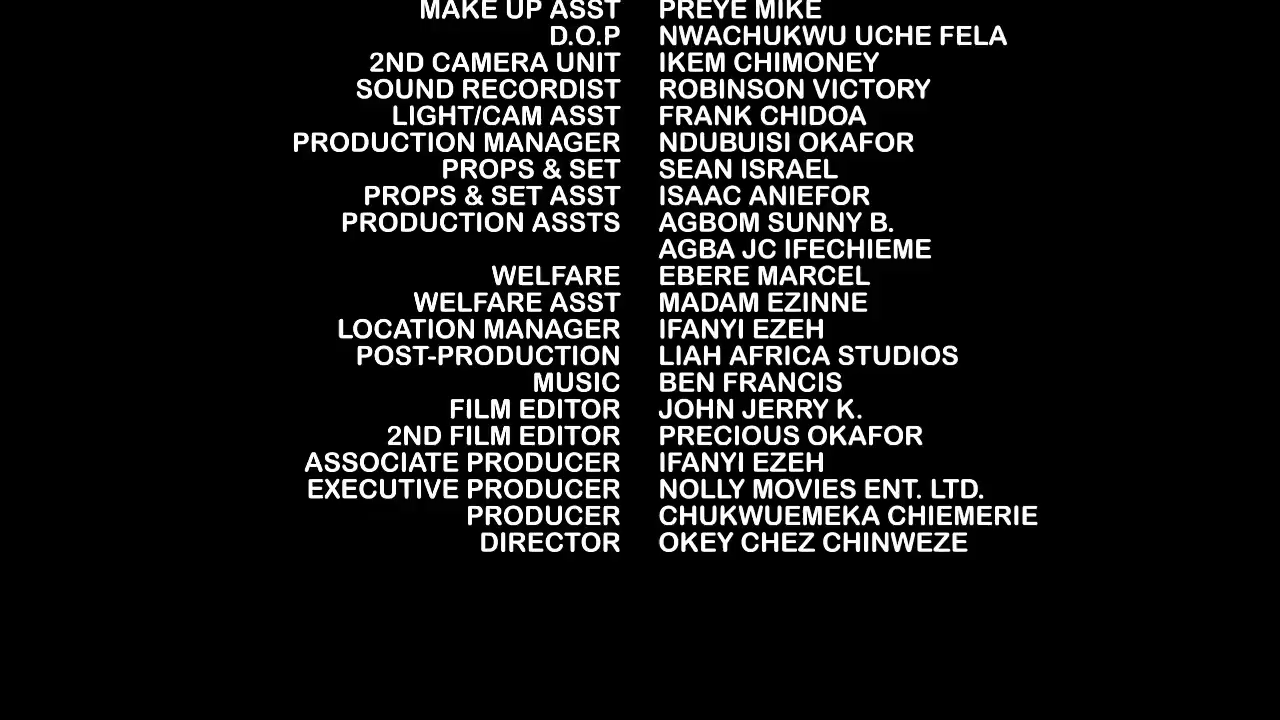 MAKE UP ASST PREYE MIKE
D.O.P NWACHUKWU UCHE FELA
2ND CAMERA UNIT IKEM CHIMONEY
SOUND RECORDIST ROBINSON VICTORY
LIGHT/CAM ASST FRANK CHIDOA
PRODUCTION MANAGER NDUBUISI OKAFOR
PROPS & SET SEAN ISRAEL
PROPS & SET ASST ISAAC ANIEFOR
PRODUCTION ASSTS AGBOM SUNNY B.
AGBA JC IFECHIEME
WELFARE EBERE MARCEL
WELFARE ASST MADAM EZINNE
LOCATION MANAGER IFANYI EZEH
POST-PRODUCTION LIAH AFRICA STUDIOS
MUSIC BEN FRANCIS
FILM EDITOR JOHN JERRY K.
2ND FILM EDITOR PRECIOUS OKAFOR
ASSOCIATE PRODUCER IFANYI EZEH
EXECUTIVE PRODUCER NOLLY MOVIES ENT. LTD.
PRODUCER CHUKWUEMEKA CHIEMERIE
DIRECTOR OKEY CHEZ CHINWEZE